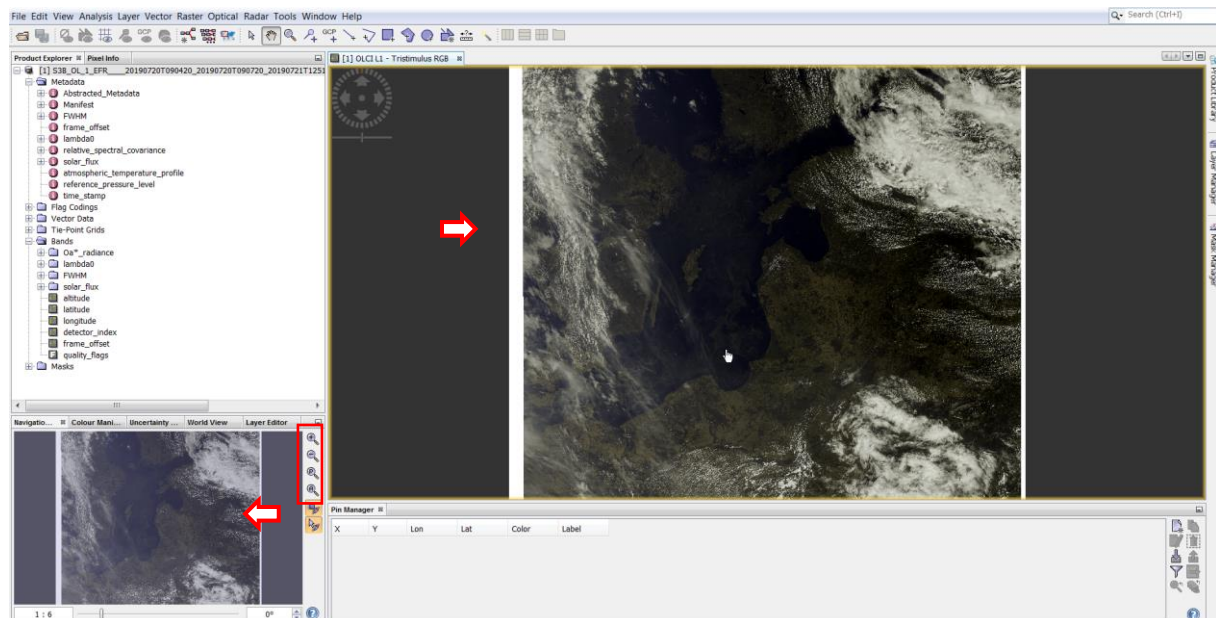 File Edit View Analysis Layer Vector Raster Optical Radar Tools Window Help
Search (Ctrl+I)
GCP
GCP
Product Explorer
Pixel Info
[1] OLCI L1 - Tristimulus RGB
[1] S3B_OL_1_EFR____20190720T090420_20190720T090720_20190721T1251
Metadata
Abstracted_Metadata
Manifest
FWHM
frame_offset
lambda0
relative_spectral_covariance
solar_flux
atmospheric_temperature_profile
reference_pressure_level
time_stamp
Flag Codings
Vector Data
Tie-Point Grids
Bands
Oa*_radiance
lambda0
FWHM
solar_flux
altitude
latitude
longitude
detector_index
frame_offset
quality_flags
Masks
Product Library
Layer Manager
Mask Manager
Navigatio... Colour Mani... Uncertainty ... World View Layer Editor
1 : 6
0°
Pin Manager
X Y Lon Lat Color Label